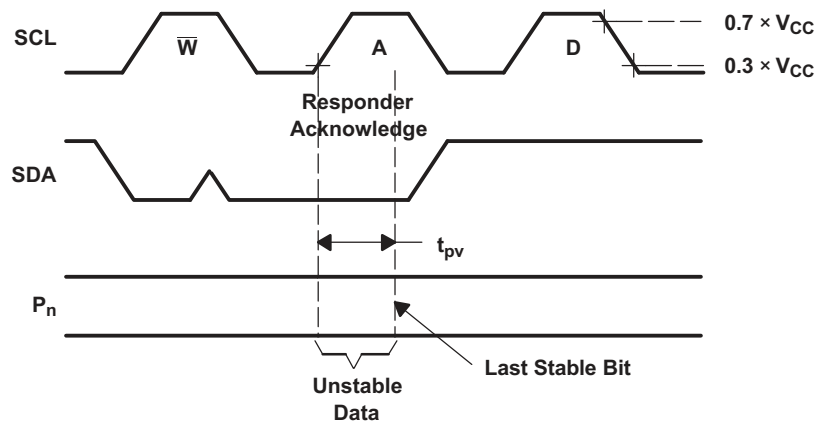 SCL
W̅
A
D
0.7 × VCC
0.3 × VCC
Responder
Acknowledge
SDA
tpv
Pn
Last Stable Bit
Unstable
Data